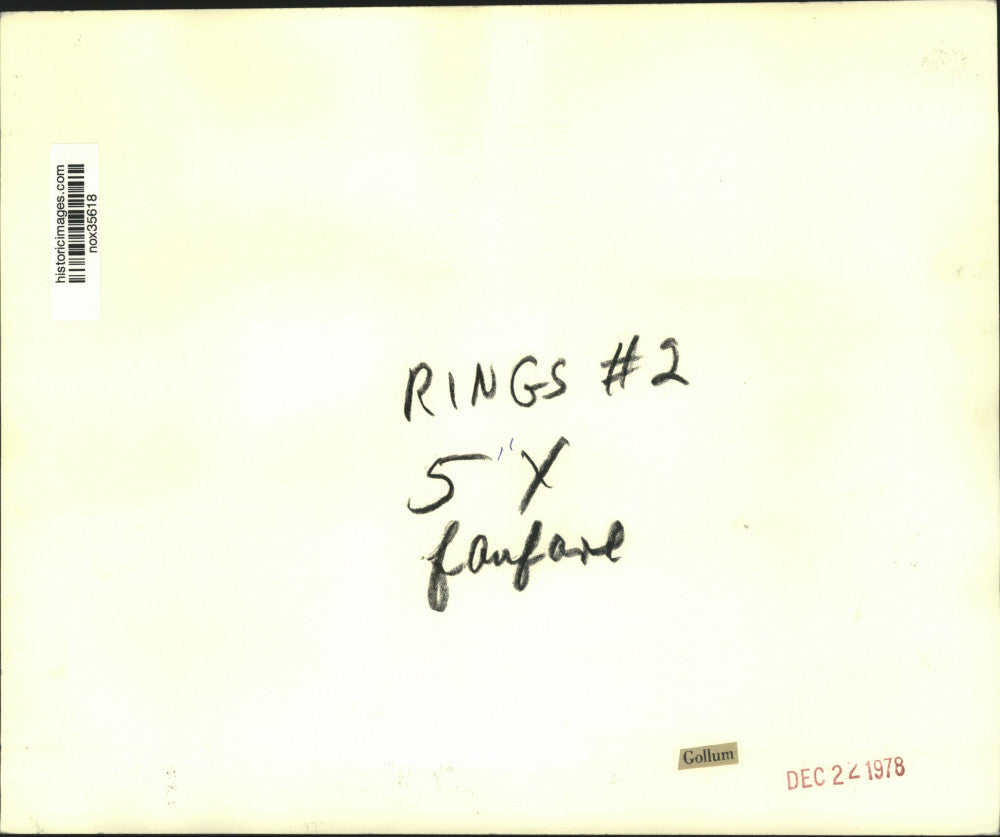 historicimages.com
nox35618
RINGS #2
5" X
fanfare
Gollum
DEC 22 1978